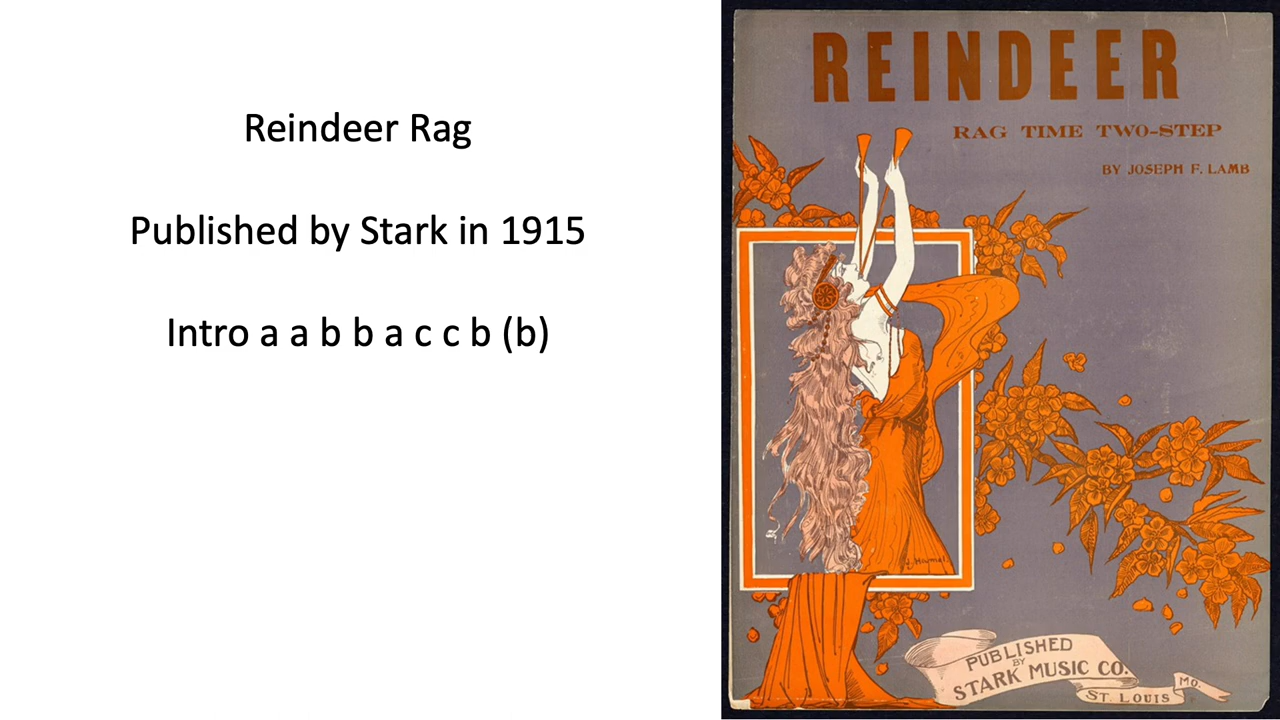 Reindeer Rag
Published by Stark in 1915
Intro a a b b a c c b (b)
REINDEER
RAG TIME TWO-STEP
BY JOSEPH F. LAMB
PUBLISHED
BY
STARK MUSIC CO.
ST. LOUIS
MO.